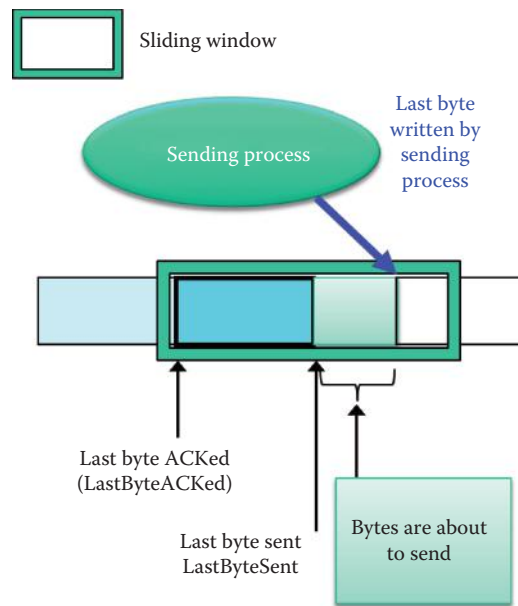 Sliding window
Last byte
written by
sending
process
Sending process
Last byte ACKed
(LastByteACKed)
Last byte sent
LastByteSent
Bytes are about
to send